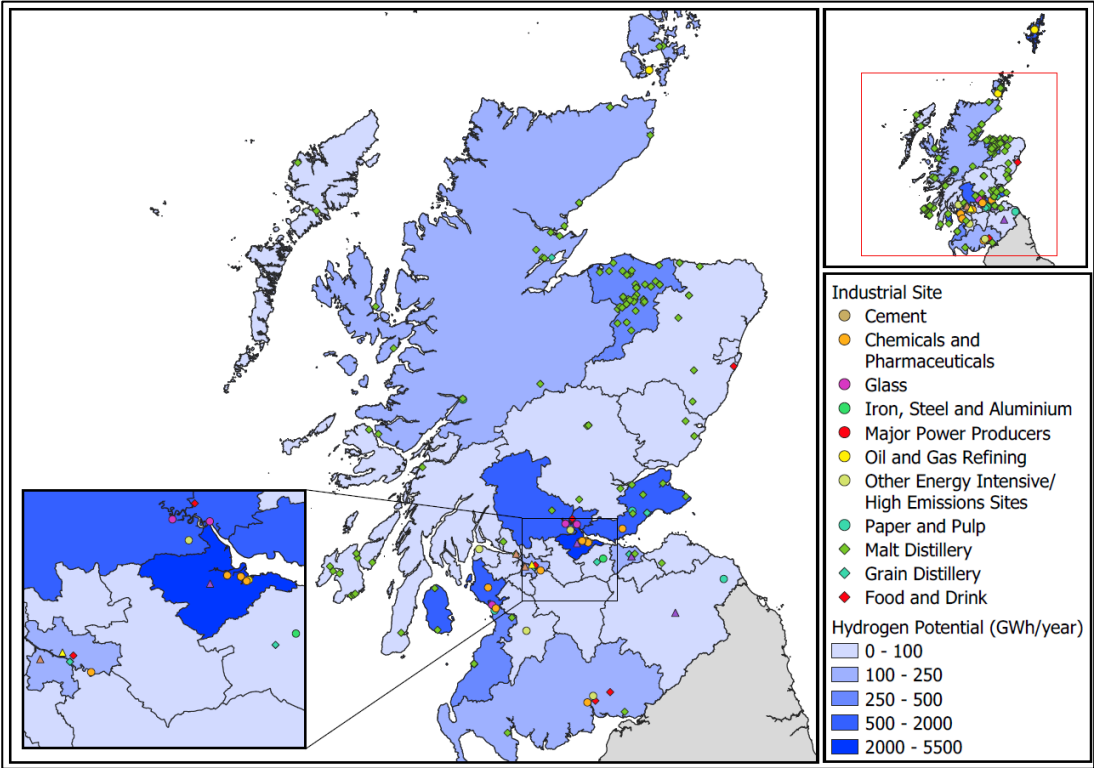 Industrial Site
Cement
Chemicals and
Pharmaceuticals
Glass
Iron, Steel and Aluminium
Major Power Producers
Oil and Gas Refining
Other Energy Intensive/
High Emissions Sites
Paper and Pulp
Malt Distillery
Grain Distillery
Food and Drink
Hydrogen Potential (GWh/year)
0 - 100
100 - 250
250 - 500
500 - 2000
2000 - 5500